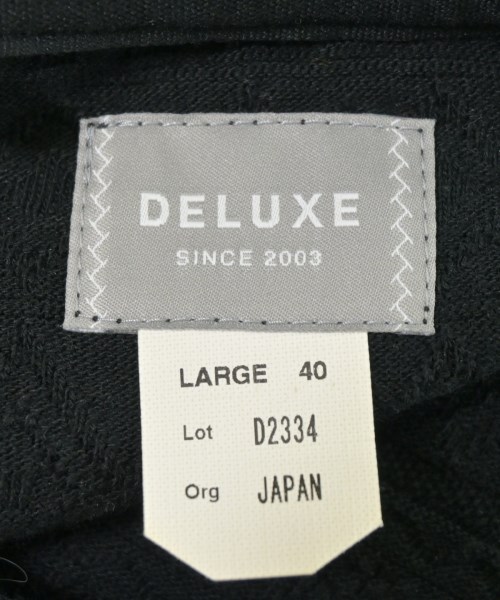 DELUXE
SINCE 2003
LARGE 40
Lot D2334
Org JAPAN